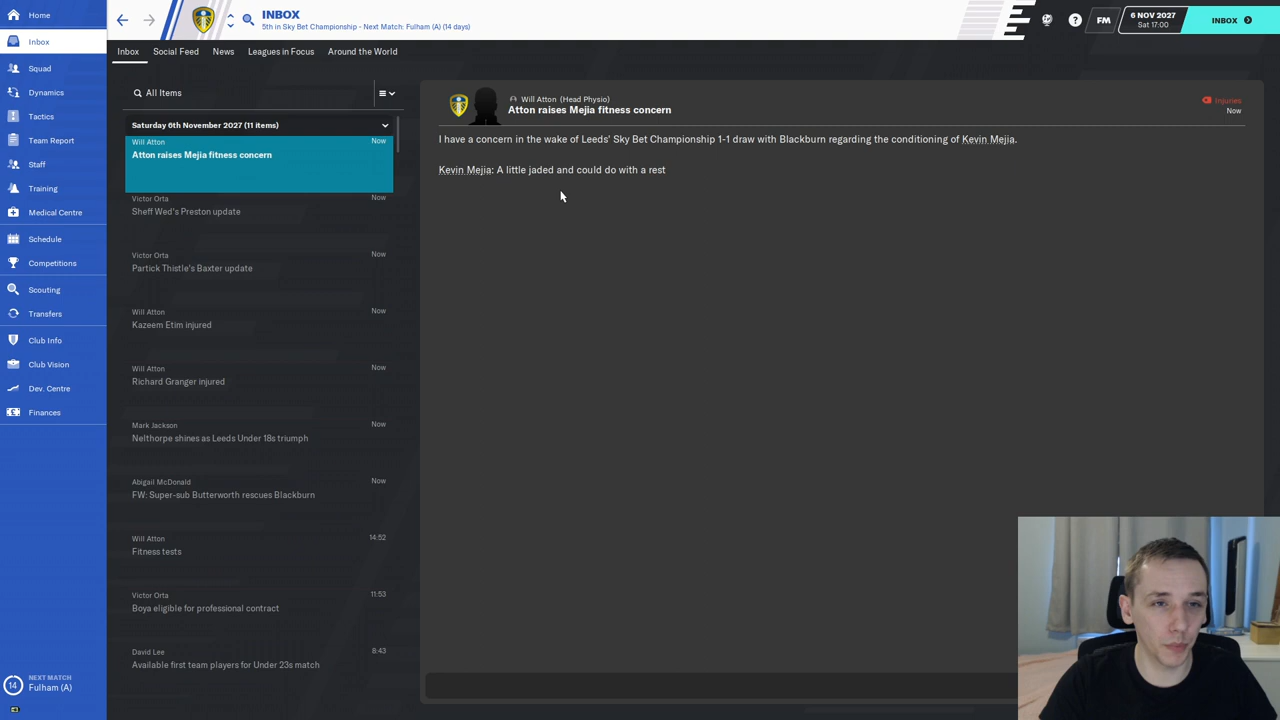 Home
Inbox
Squad
Dynamics
Tactics
Team Report
Staff
Training
Medical Centre
Schedule
Competitions
Scouting
Transfers
Club Info
Club Vision
Dev. Centre
Finances
14
NEXT MATCH
Fulham (A)
INBOX
5th in Sky Bet Championship - Next Match: Fulham (A) (14 days)
?
FM
6 NOV 2027
Sat 17:00
INBOX
Inbox
Social Feed
News
Leagues in Focus
Around the World
All Items
Saturday 6th November 2027 (11 items)
Will Atton
Now
Atton raises Mejia fitness concern
Victor Orta
Now
Sheff Wed's Preston update
Victor Orta
Now
Partick Thistle's Baxter update
Will Atton
Now
Kazeem Etim injured
Will Atton
Now
Richard Granger injured
Mark Jackson
Now
Nelthorpe shines as Leeds Under 18s triumph
Abigail McDonald
Now
FW: Super-sub Butterworth rescues Blackburn
Will Atton
14:52
Fitness tests
Victor Orta
11:53
Boya eligible for professional contract
David Lee
8:43
Available first team players for Under 23s match
Will Atton (Head Physio)
Atton raises Mejia fitness concern
Injuries
Now
I have a concern in the wake of Leeds' Sky Bet Championship 1-1 draw with Blackburn regarding the conditioning of Kevin Mejia.
Kevin Mejia: A little jaded and could do with a rest